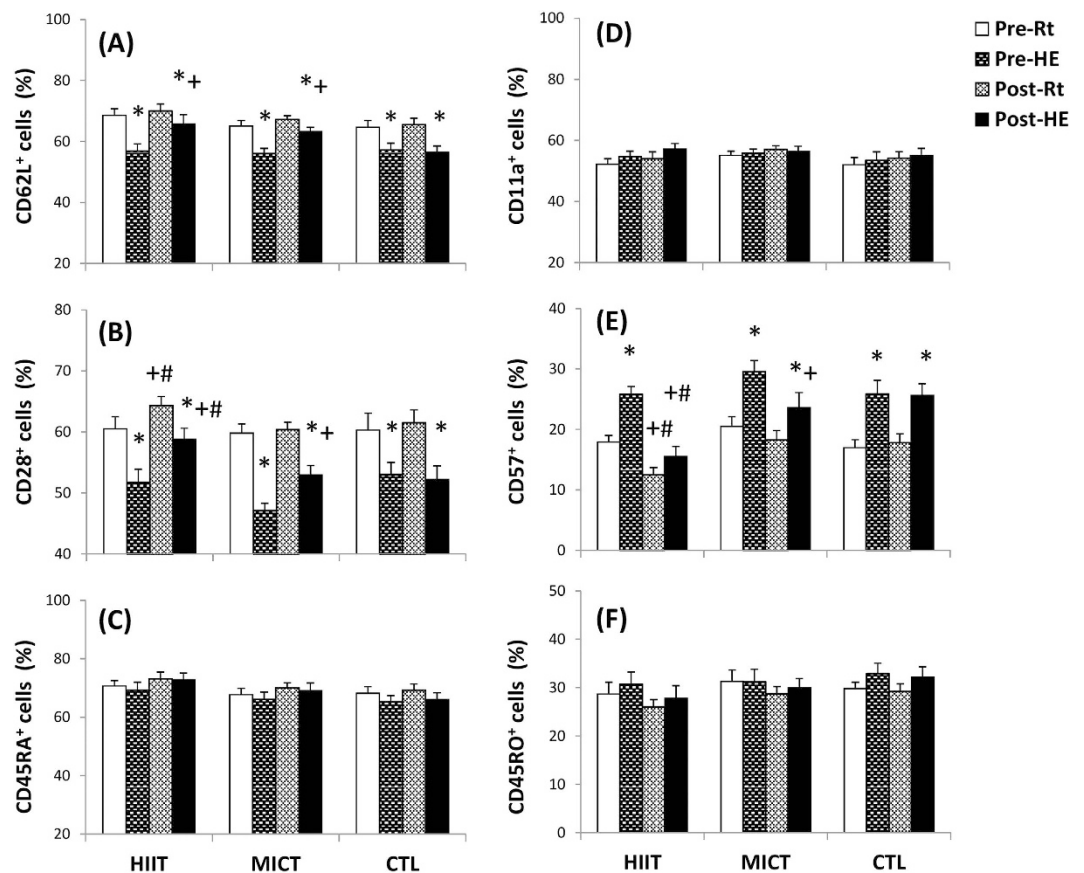 (A)
CD62L⁺ cells (%)
100
80
60
40
20
*
*+
*
*+
*
*
(D)
CD11a⁺ cells (%)
100
80
60
40
20
Pre-Rt
Pre-HE
Post-Rt
Post-HE
(B)
CD28⁺ cells (%)
80
70
60
50
40
*
+#
*+#
*
*+
*
*
(E)
CD57⁺ cells (%)
40
30
20
10
0
*
+#
+#
*
*+
*
*
(C)
CD45RA⁺ cells (%)
100
80
60
40
20
HIIT
MICT
CTL
(F)
CD45RO⁺ cells (%)
50
40
30
20
10
0
HIIT
MICT
CTL